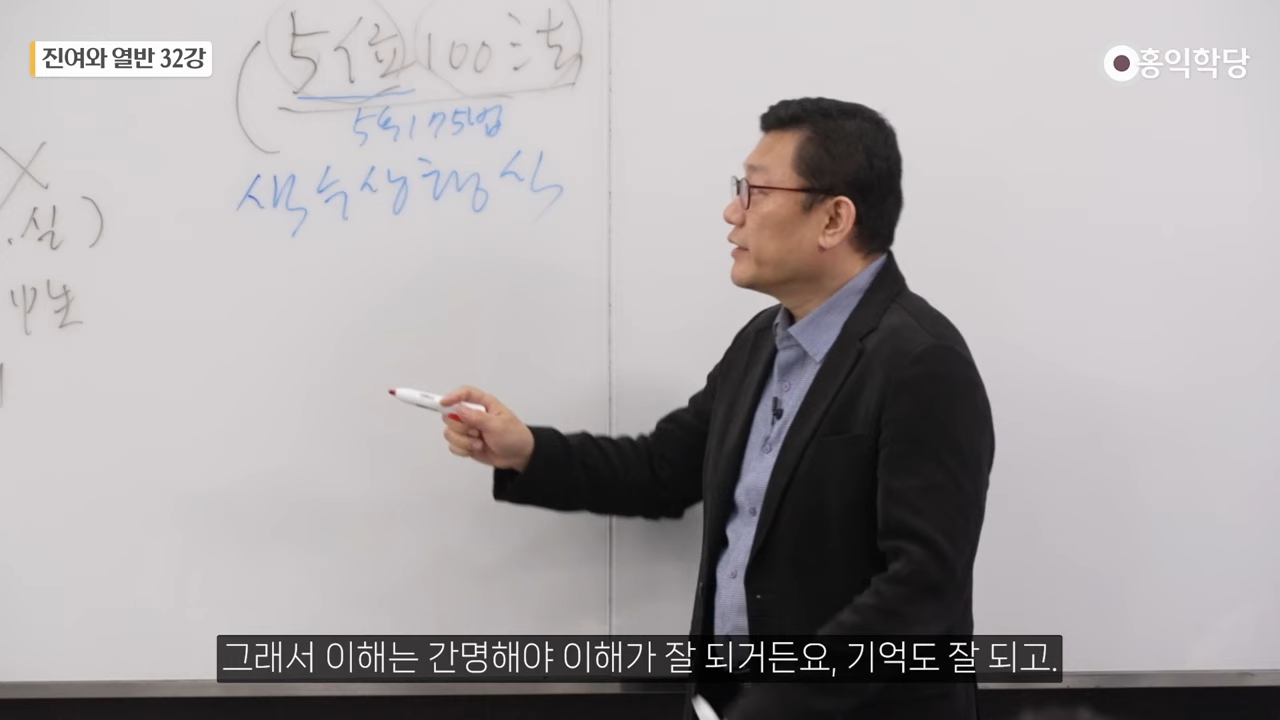 진여와 열반 32강
홍익학당
5位 100法
5위 75법
색수상행식
실)
그래서 이해는 간명해야 이해가 잘 되거든요, 기억도 잘 되고.